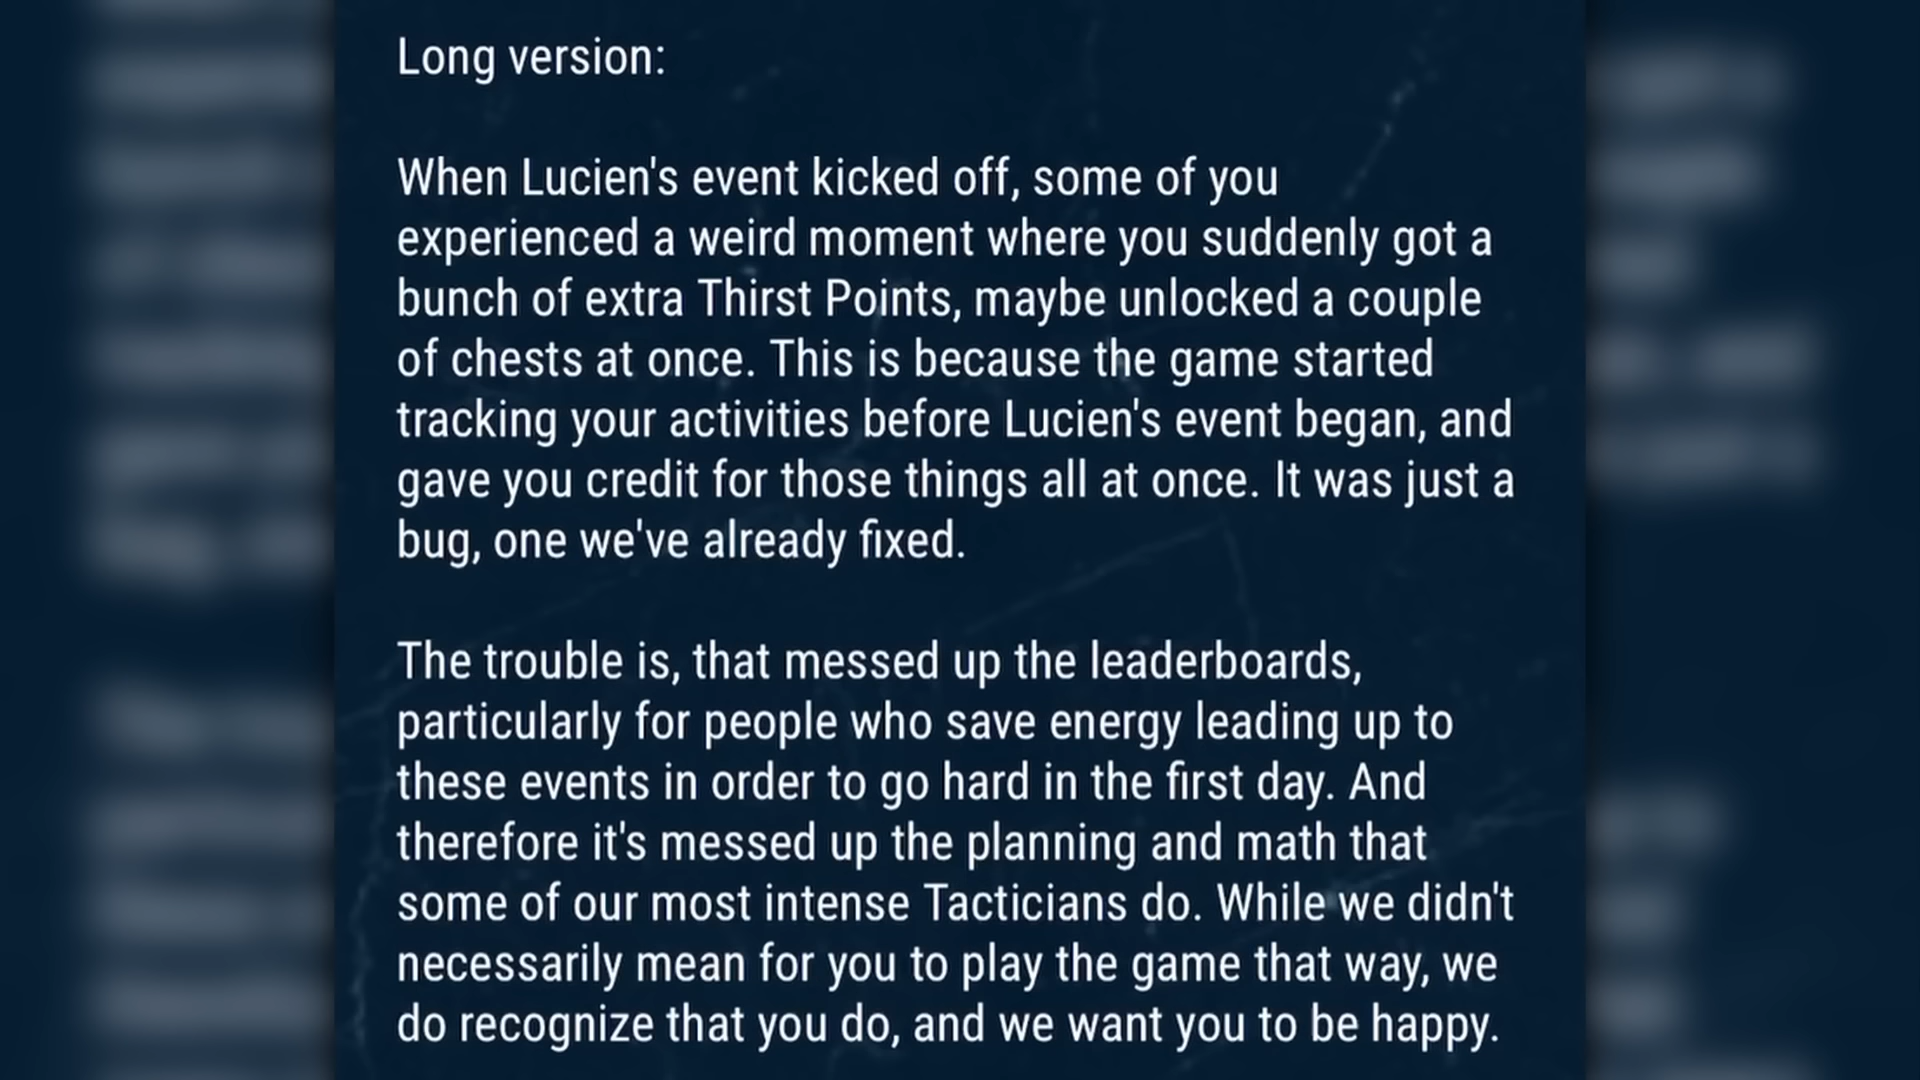 Long version:
When Lucien's event kicked off, some of you
experienced a weird moment where you suddenly got a
bunch of extra Thirst Points, maybe unlocked a couple
of chests at once. This is because the game started
tracking your activities before Lucien's event began, and
gave you credit for those things all at once. It was just a
bug, one we've already fixed.
The trouble is, that messed up the leaderboards,
particularly for people who save energy leading up to
these events in order to go hard in the first day. And
therefore it's messed up the planning and math that
some of our most intense Tacticians do. While we didn't
necessarily mean for you to play the game that way, we
do recognize that you do, and we want you to be happy.